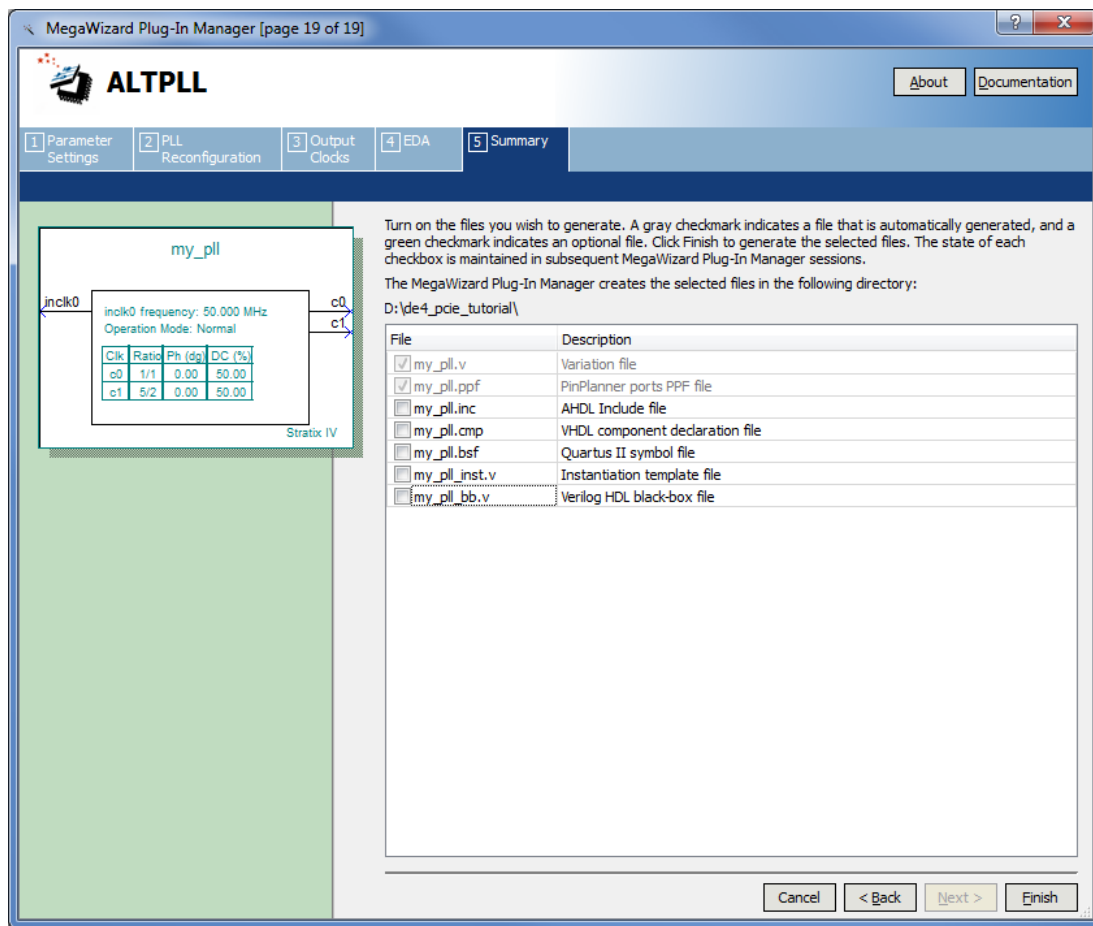 MegaWizard Plug-In Manager [page 19 of 19]
ALTPLL
About
Documentation
1 Parameter Settings
2 PLL Reconfiguration
3 Output Clocks
4 EDA
5 Summary
my_pll
inclk0
c0
c1
inclk0 frequency: 50.000 MHz
Operation Mode: Normal
Clk Ratio Ph (dg) DC (%)
c0 1/1 0.00 50.00
c1 5/2 0.00 50.00
Stratix IV
Turn on the files you wish to generate. A gray checkmark indicates a file that is automatically generated, and a
green checkmark indicates an optional file. Click Finish to generate the selected files. The state of each
checkbox is maintained in subsequent MegaWizard Plug-In Manager sessions.
The MegaWizard Plug-In Manager creates the selected files in the following directory:
D:\de4_pcie_tutorial\
File Description
my_pll.v Variation file
my_pll.ppf PinPlanner ports PPF file
my_pll.inc AHDL Include file
my_pll.cmp VHDL component declaration file
my_pll.bsf Quartus II symbol file
my_pll_inst.v Instantiation template file
my_pll_bb.v Verilog HDL black-box file
Cancel
< Back
Next >
Finish